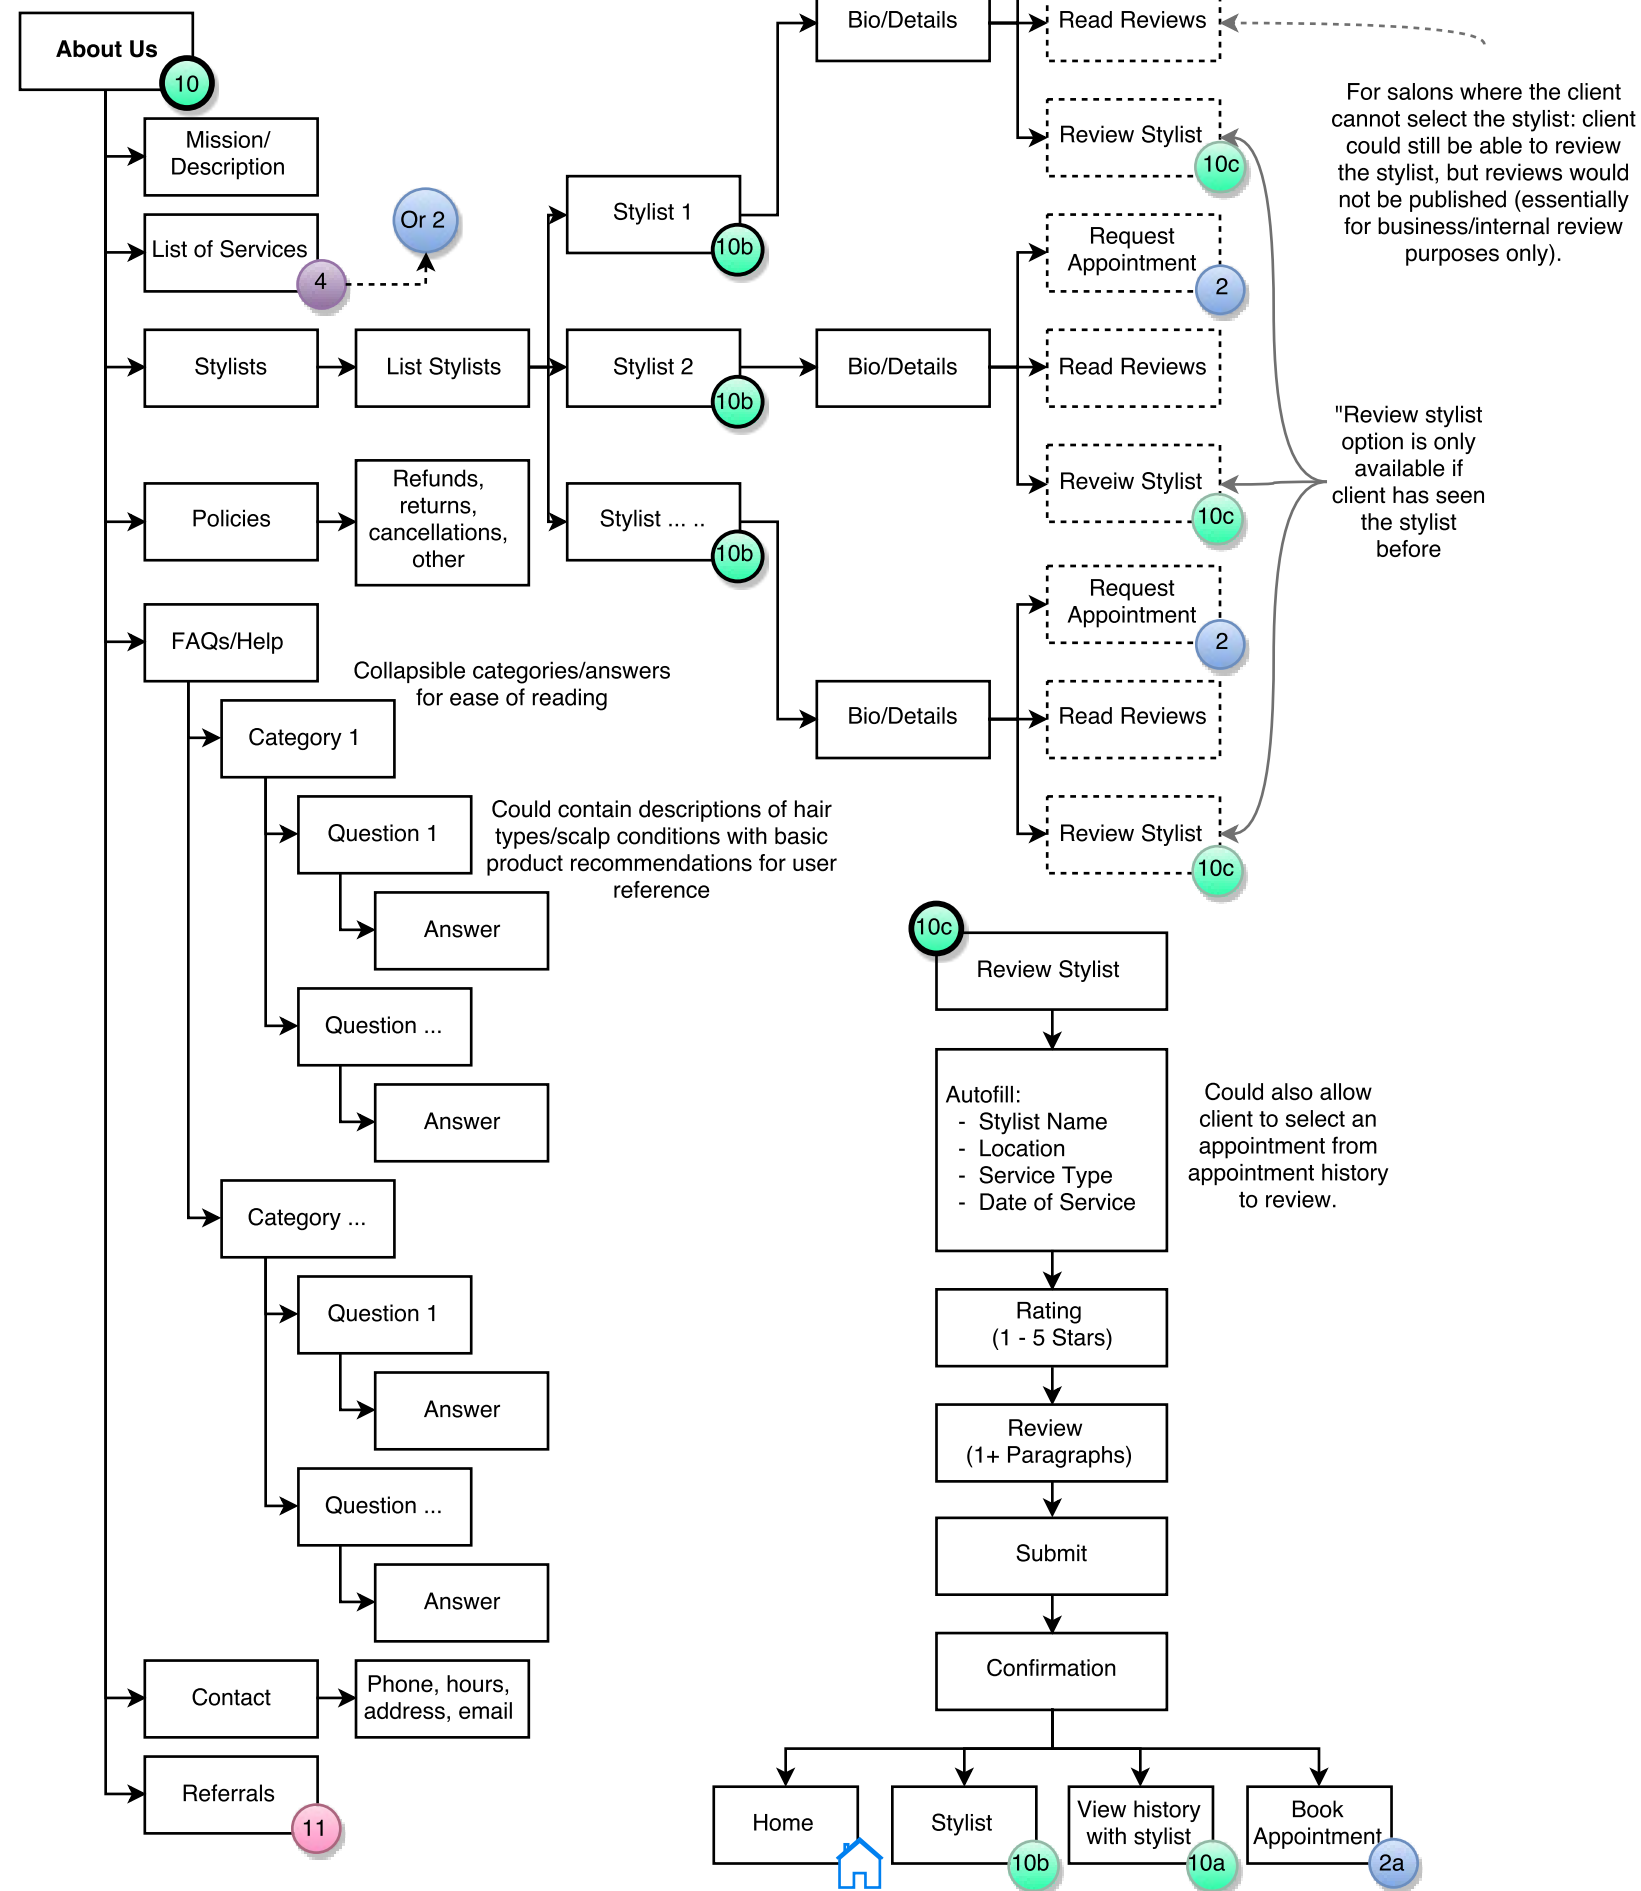 About Us
10
Mission/
Description
List of Services
4
Or 2
Stylists
List Stylists
Stylist 1
10b
Stylist 2
10b
Stylist ... ..
10b
Bio/Details
Read Reviews
Review Stylist
10c
Request
Appointment
2
Bio/Details
Read Reviews
Reveiw Stylist
10c
Request
Appointment
2
Bio/Details
Read Reviews
Review Stylist
10c
For salons where the client
cannot select the stylist: client
could still be able to review
the stylist, but reviews would
not be published (essentially
for business/internal review
purposes only).
"Review stylist
option is only
available if
client has seen
the stylist
before
Policies
Refunds,
returns,
cancellations,
other
FAQs/Help
Collapsible categories/answers
for ease of reading
Category 1
Question 1
Could contain descriptions of hair
types/scalp conditions with basic
product recommendations for user
reference
Answer
Question ...
Answer
Category ...
Question 1
Answer
Question ...
Answer
Contact
Phone, hours,
address, email
Referrals
11
10c
Review Stylist
Autofill:
- Stylist Name
- Location
- Service Type
- Date of Service
Could also allow
client to select an
appointment from
appointment history
to review.
Rating
(1 - 5 Stars)
Review
(1+ Paragraphs)
Submit
Confirmation
Home
Stylist
10b
View history
with stylist
10a
Book
Appointment
2a